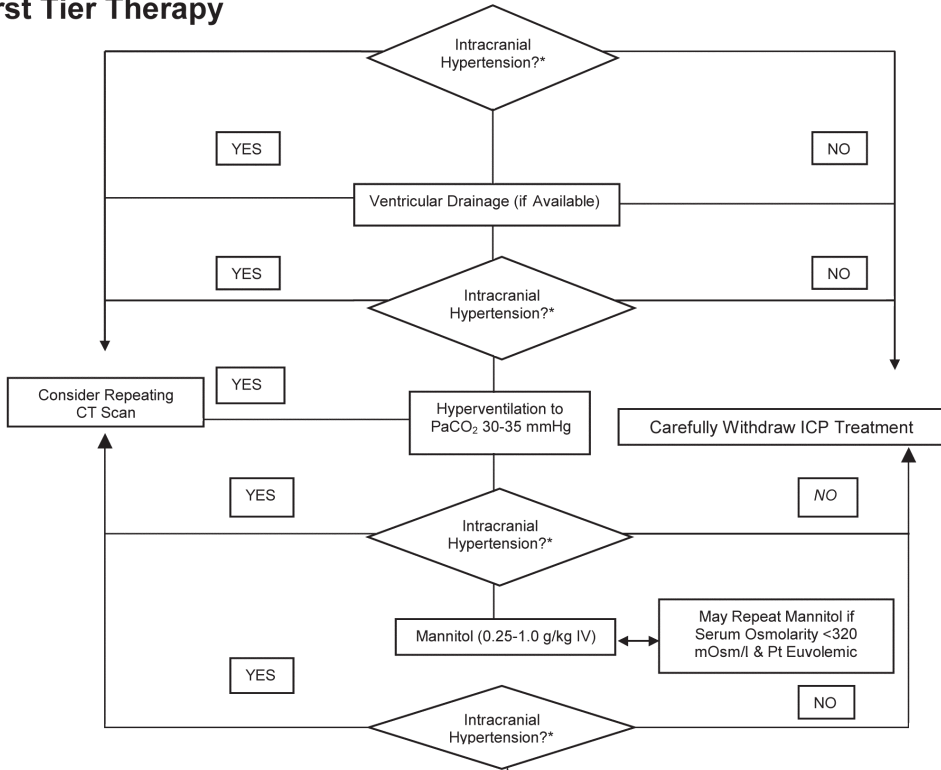 rst Tier Therapy
Intracranial
Hypertension?*
YES
NO
Ventricular Drainage (if Available)
YES
NO
Intracranial
Hypertension?*
Consider Repeating
CT Scan
YES
Hyperventilation to
PaCO₂ 30-35 mmHg
Carefully Withdraw ICP Treatment
YES
NO
Intracranial
Hypertension?*
Mannitol (0.25-1.0 g/kg IV)
May Repeat Mannitol if
Serum Osmolarity <320
mOsm/l & Pt Euvolemic
YES
NO
Intracranial
Hypertension?*